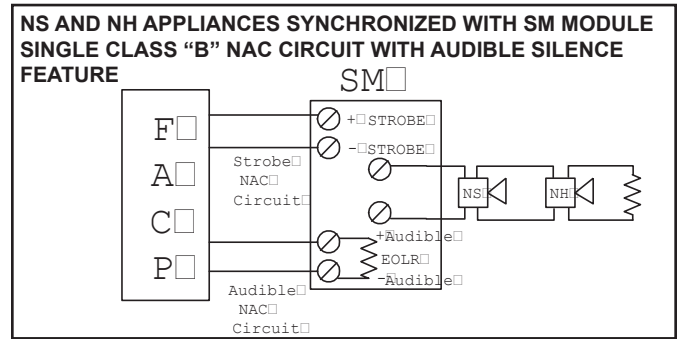 NS AND NH APPLIANCES SYNCHRONIZED WITH SM MODULE
SINGLE CLASS “B” NAC CIRCUIT WITH AUDIBLE SILENCE
FEATURE
SM□
F□
A□
C□
P□
+□STROBE□
-□STROBE□
Strobe□
NAC□
Circuit□
NS□
NH□
+Audible□
EOLR□
-□Audible□
Audible□
NAC□
Circuit□